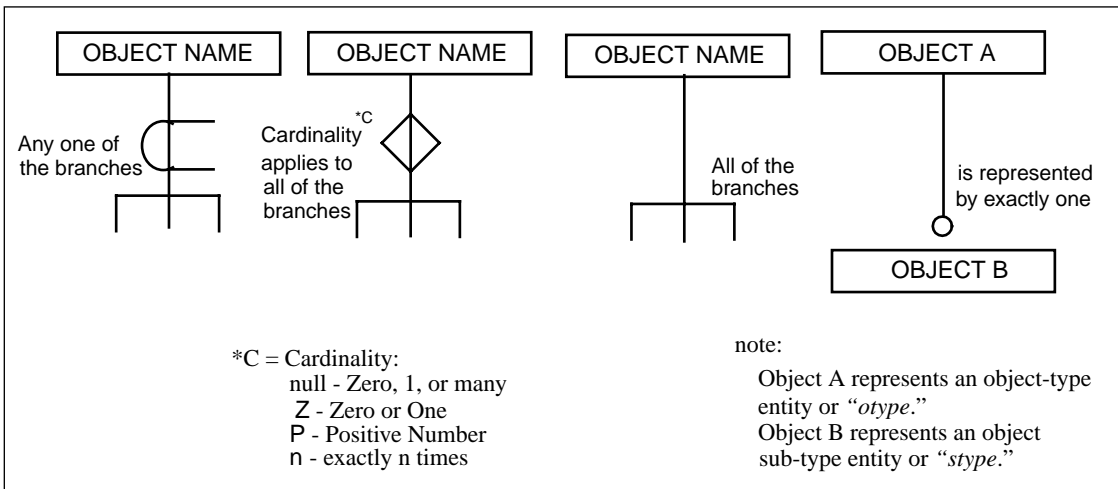 OBJECT NAME
OBJECT NAME
OBJECT NAME
OBJECT A
Any one of
the branches
*C
Cardinality
applies to
all of the
branches
All of the
branches
is represented
by exactly one
OBJECT B
*C = Cardinality:
null - Zero, 1, or many
Z - Zero or One
P - Positive Number
n - exactly n times
note:
Object A represents an object-type
entity or “otype.”
Object B represents an object
sub-type entity or “stype.”